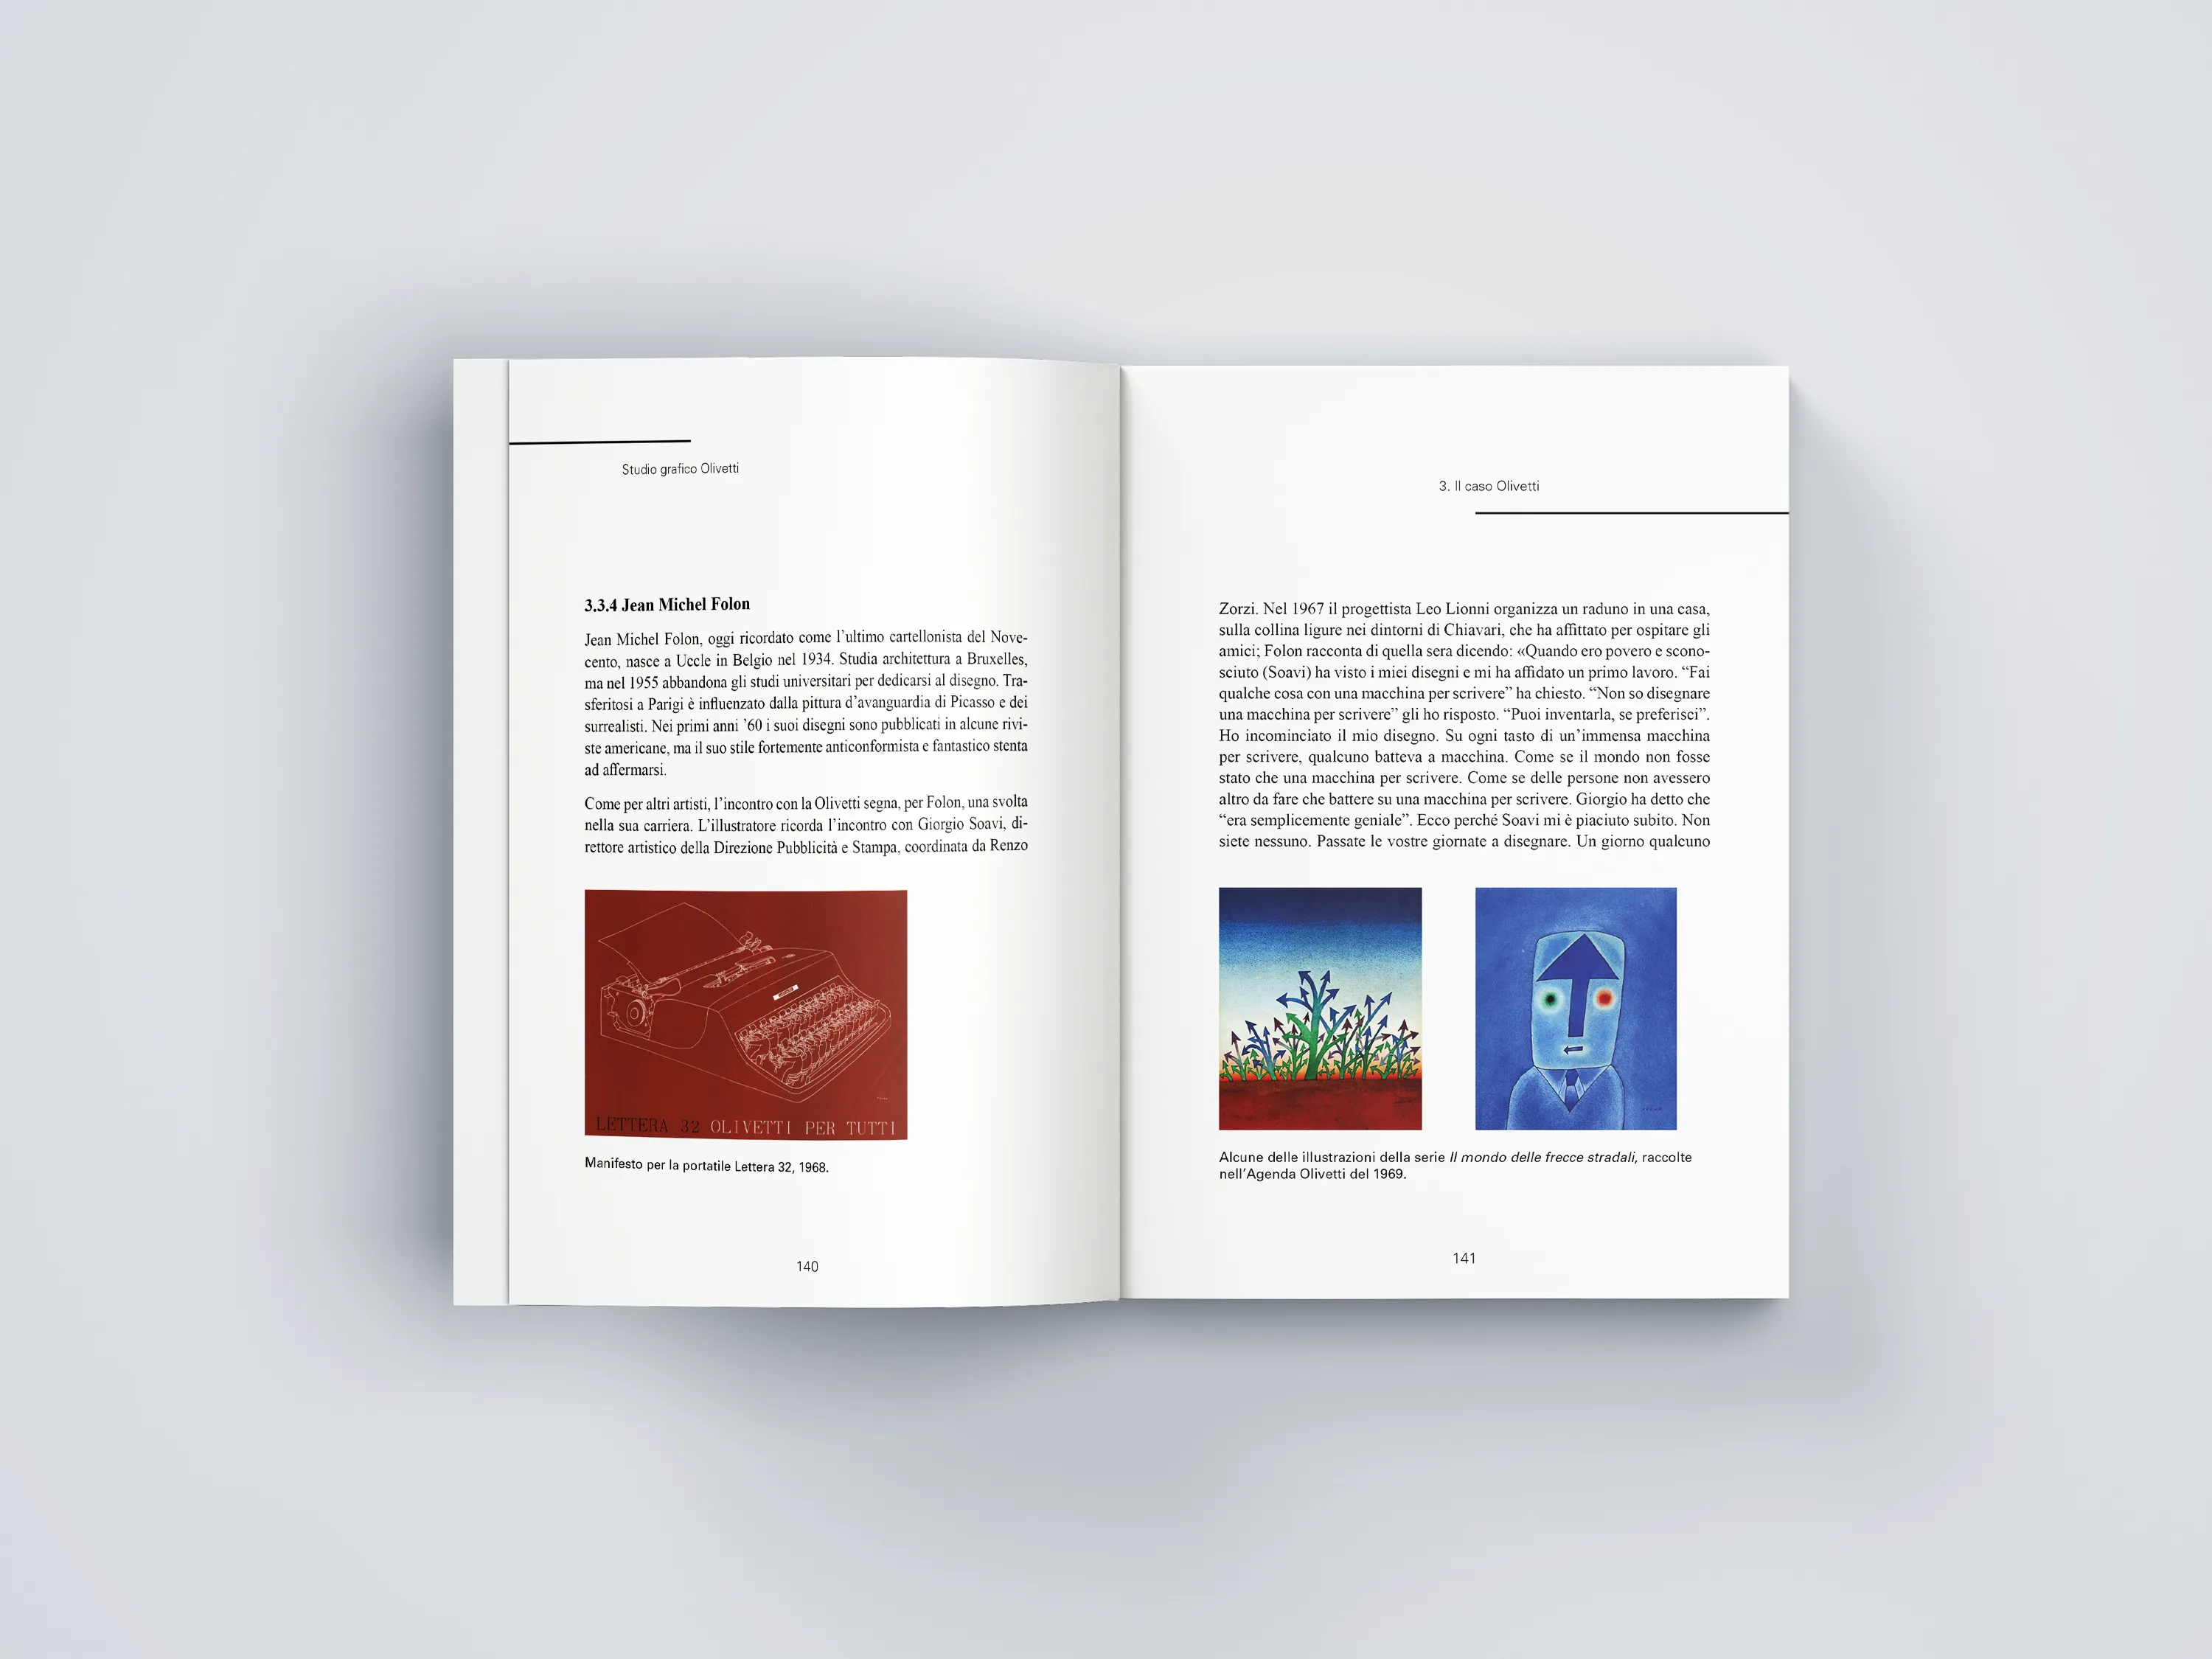 Studio grafico Olivetti
3.3.4 Jean Michel Folon
Jean Michel Folon, oggi ricordato come l’ultimo cartellonista del Nove-
cento, nasce a Uccle in Belgio nel 1934. Studia architettura a Bruxelles,
ma nel 1955 abbandona gli studi universitari per dedicarsi al disegno. Tra-
sferitosi a Parigi è influenzato dalla pittura d’avanguardia di Picasso e dei
surrealisti. Nei primi anni ’60 i suoi disegni sono pubblicati in alcune rivi-
ste americane, ma il suo stile fortemente anticonformista e fantastico stenta
ad affermarsi.
Come per altri artisti, l’incontro con la Olivetti segna, per Folon, una svolta
nella sua carriera. L’illustratore ricorda l’incontro con Giorgio Soavi, di-
rettore artistico della Direzione Pubblicità e Stampa, coordinata da Renzo
LETTERA 32 OLIVETTI PER TUTTI
Manifesto per la portatile Lettera 32, 1968.
140
3. Il caso Olivetti
Zorzi. Nel 1967 il progettista Leo Lionni organizza un raduno in una casa,
sulla collina ligure nei dintorni di Chiavari, che ha affittato per ospitare gli
amici; Folon racconta di quella sera dicendo: «Quando ero povero e scono-
sciuto (Soavi) ha visto i miei disegni e mi ha affidato un primo lavoro. “Fai
qualche cosa con una macchina per scrivere” ha chiesto. “Non so disegnare
una macchina per scrivere” gli ho risposto. “Puoi inventarla, se preferisci”.
Ho incominciato il mio disegno. Su ogni tasto di un’immensa macchina
per scrivere, qualcuno batteva a macchina. Come se il mondo non fosse
stato che una macchina per scrivere. Come se delle persone non avessero
altro da fare che battere su una macchina per scrivere. Giorgio ha detto che
“era semplicemente geniale”. Ecco perché Soavi mi è piaciuto subito. Non
siete nessuno. Passate le vostre giornate a disegnare. Un giorno qualcuno
Alcune delle illustrazioni della serie Il mondo delle frecce stradali, raccolte
nell’Agenda Olivetti del 1969.
141